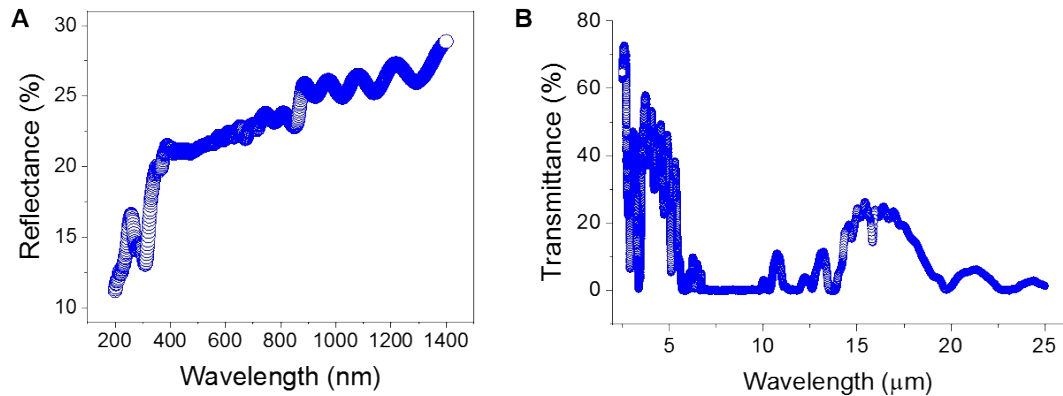 A
Reflectance (%)
30
25
20
15
10
200 400 600 800 1000 1200 1400
Wavelength (nm)
B
Transmittance (%)
80
60
40
20
0
5 10 15 20 25
Wavelength (μm)